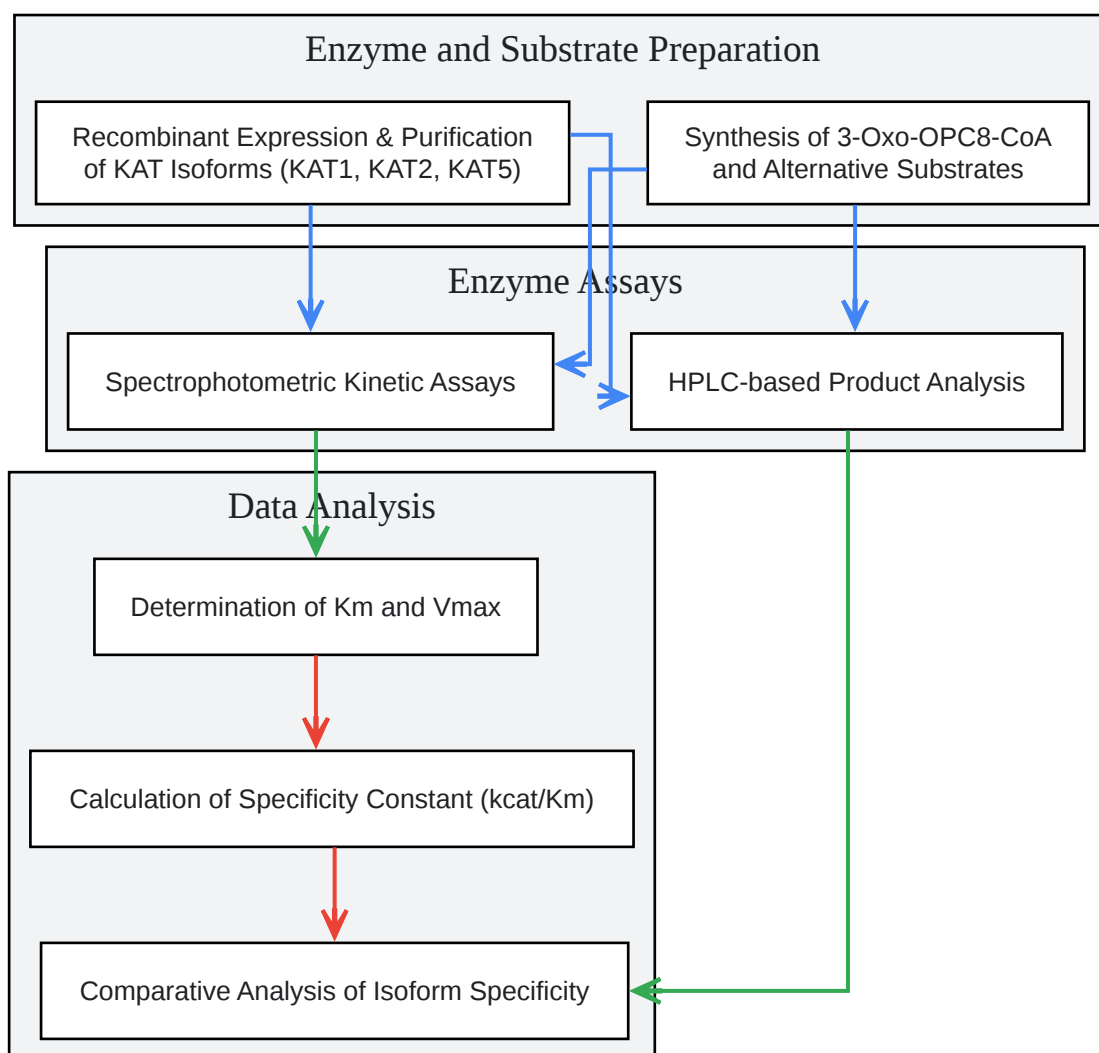 Enzyme and Substrate Preparation
Recombinant Expression & Purification
of KAT Isoforms (KAT1, KAT2, KAT5)
Synthesis of 3-Oxo-OPC8-CoA
and Alternative Substrates
Enzyme Assays
Spectrophotometric Kinetic Assays
HPLC-based Product Analysis
Data Analysis
Determination of Km and Vmax
Calculation of Specificity Constant (kcat/Km)
Comparative Analysis of Isoform Specificity